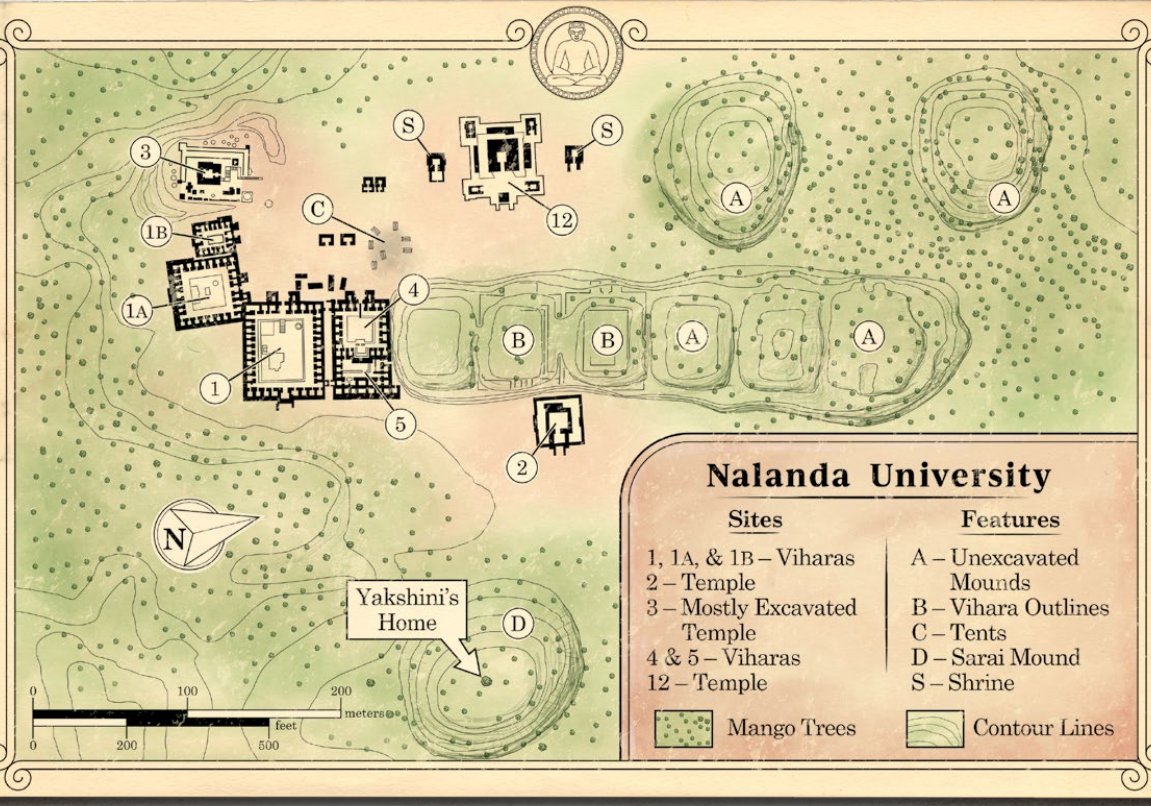 S
S
3
C
12
A
A
1B
1A
4
B
B
A
A
1
5
2
Nalanda University
Sites
1, 1A, & 1B – Viharas
2 – Temple
3 – Mostly Excavated
Temple
4 & 5 – Viharas
12 – Temple
Features
A – Unexcavated
Mounds
B – Vihara Outlines
C – Tents
D – Sarai Mound
S – Shrine
Mango Trees
Contour Lines
N
Yakshini's
Home
D
0 100 200
meters
feet
0 200 500